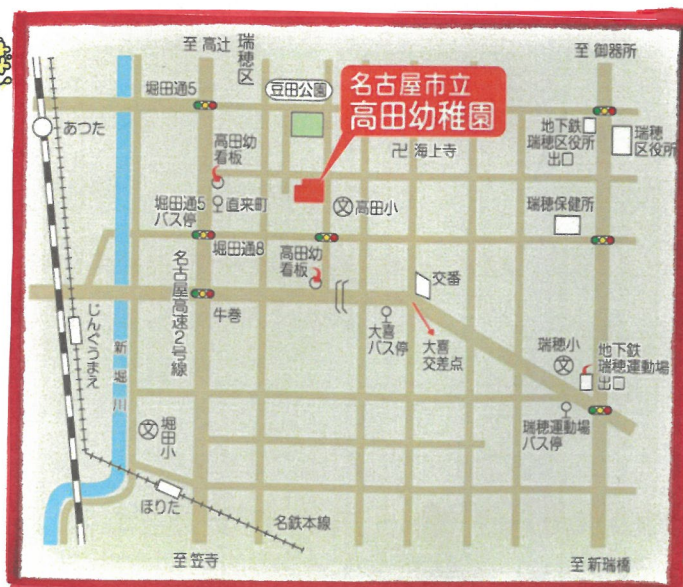 至高辻
瑞穂区
至御器所
堀田通5
豆田公園
名古屋市立
高田幼稚園
あつた
高田幼
看板
卍海上寺
地下鉄
瑞穂区役所
出口
瑞穂
区役所
堀田通5
バス停
直来町
文高田小
瑞穂保健所
堀田通8
高田幼
看板
交番
名古屋高速2号線
牛巻
じんぐうまえ
新堀川
大喜
バス停
大喜
交差点
瑞穂小
文
地下鉄
瑞穂運動場
出口
文
堀田
小
瑞穂運動場
バス停
ほりた
名鉄本線
至笠寺
至新瑞橋